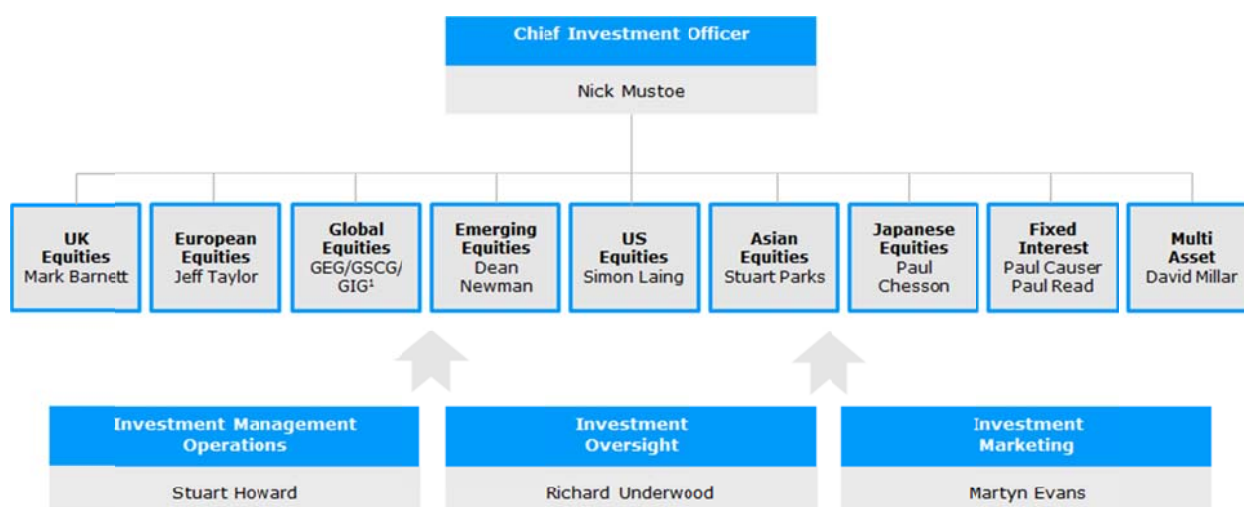 Chief Investment Officer
Nick Mustoe
UK
Equities
Mark Barnett
European
Equities
Jeff Taylor
Global
Equities
GEG/GSCG/
GIG¹
Emerging
Equities
Dean
Newman
US
Equities
Simon Laing
Asian
Equities
Stuart Parks
Japanese
Equities
Paul
Chesson
Fixed
Interest
Paul Causer
Paul Read
Multi
Asset
David Millar
Investment Management
Operations
Stuart Howard
Investment
Oversight
Richard Underwood
Investment
Marketing
Martyn Evans